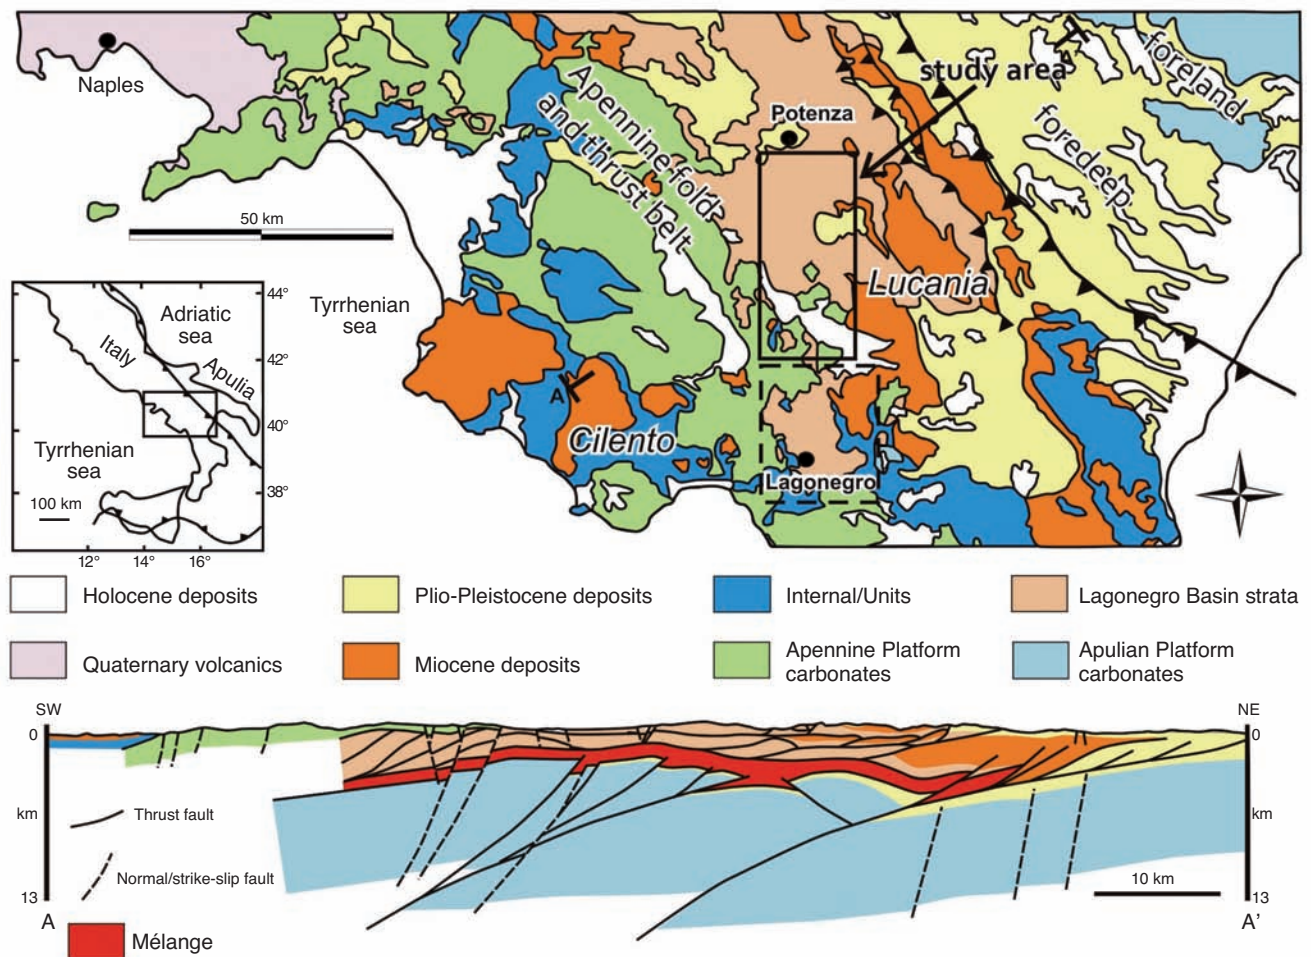 Naples
Potenza
study area
A'
foreland
foredeep
Apennine fold
and thrust belt
50 km
Lucania
Tyrrhenian
sea
A
Cilento
Lagonegro
Adriatic
sea
Italy
Apulia
Tyrrhenian
sea
100 km
44°
42°
40°
38°
12°
14°
16°
Holocene deposits
Plio-Pleistocene deposits
Internal/Units
Lagonegro Basin strata
Quaternary volcanics
Miocene deposits
Apennine Platform
carbonates
Apulian Platform
carbonates
SW
NE
0
0
km
km
Thrust fault
Normal/strike-slip fault
10 km
13
13
A
A'
Mélange